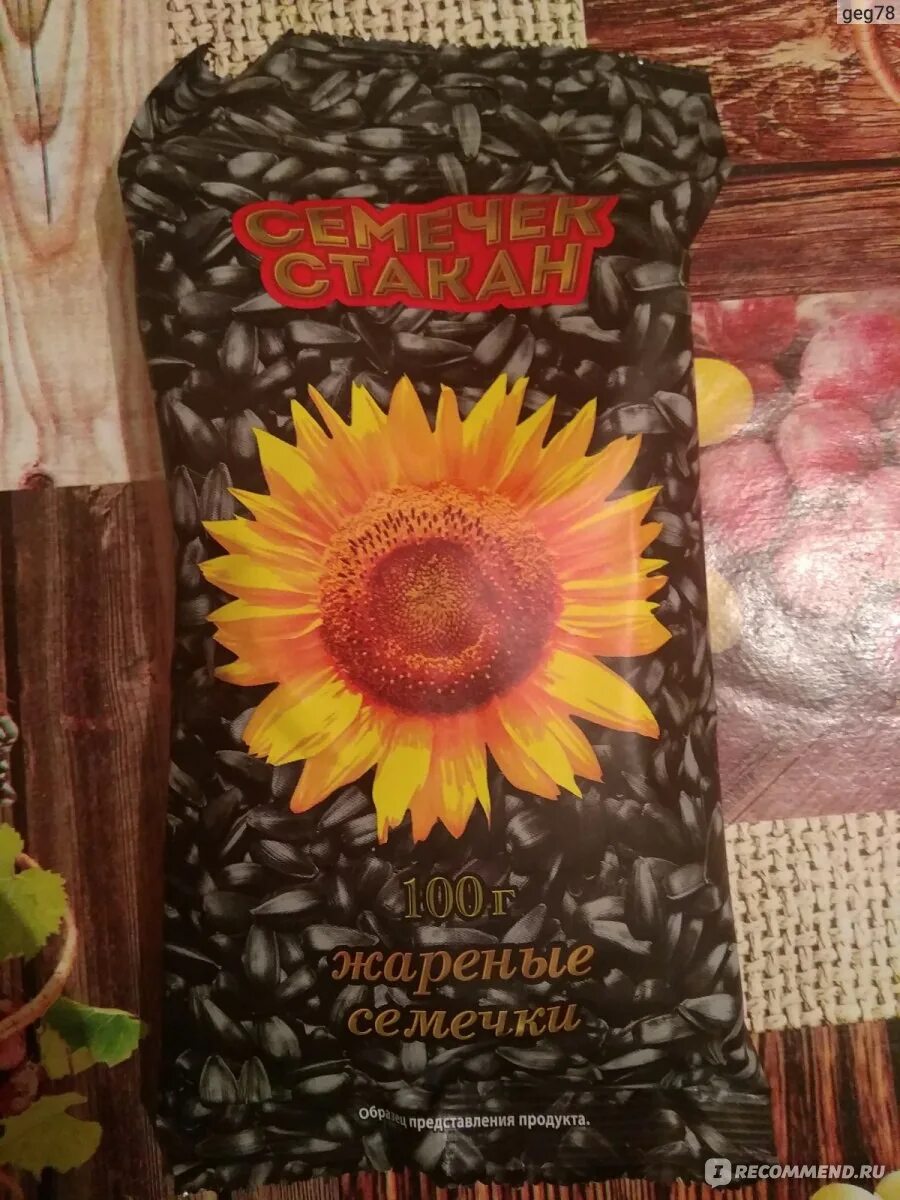 geg78
СЕМЕЧЕК
СТАКАН
100 г
жареные
семечки
Образец представления продукта.
I RECOMMEND.RU